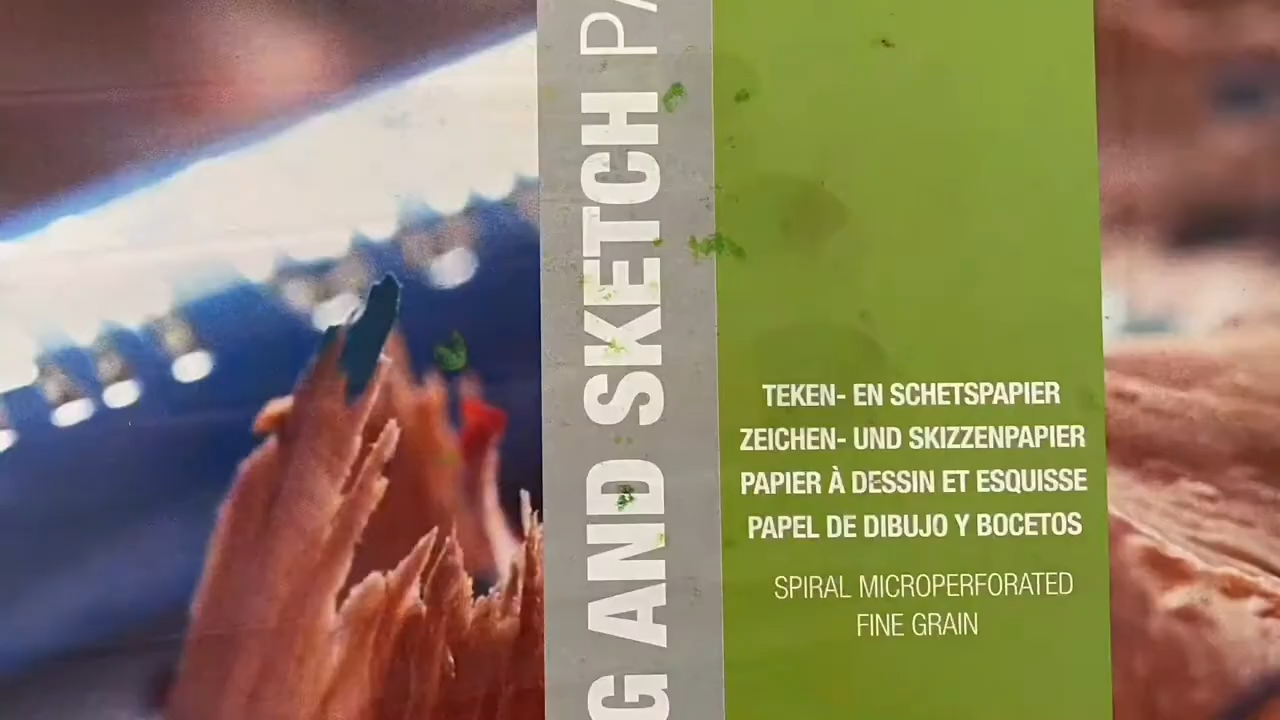 G AND SKETCH PA
TEKEN- EN SCHETSPAPIER
ZEICHEN- UND SKIZZENPAPIER
PAPIER À DESSIN ET ESQUISSE
PAPEL DE DIBUJO Y BOCETOS
SPIRAL MICROPERFORATED
FINE GRAIN